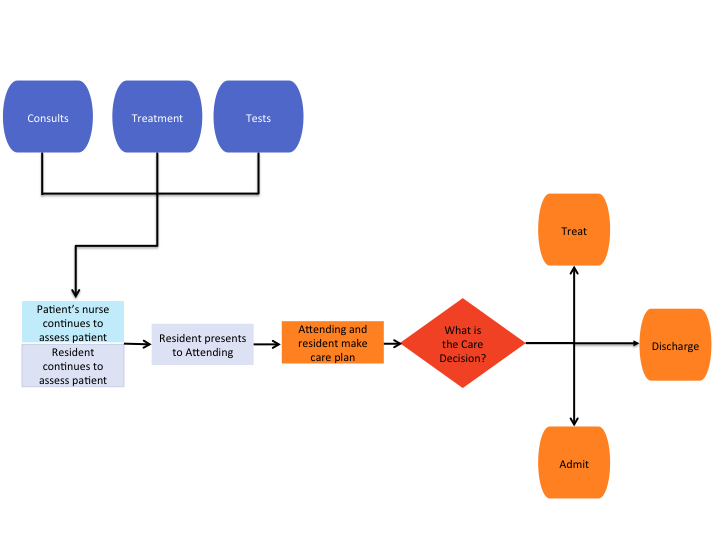 Consults
Treatment
Tests
Treat
Patient's nurse
continues to
assess patient
Resident
continues to
assess patient
Resident presents
to Attending
Attending and
resident make
care plan
What is
the Care
Decision?
Discharge
Admit